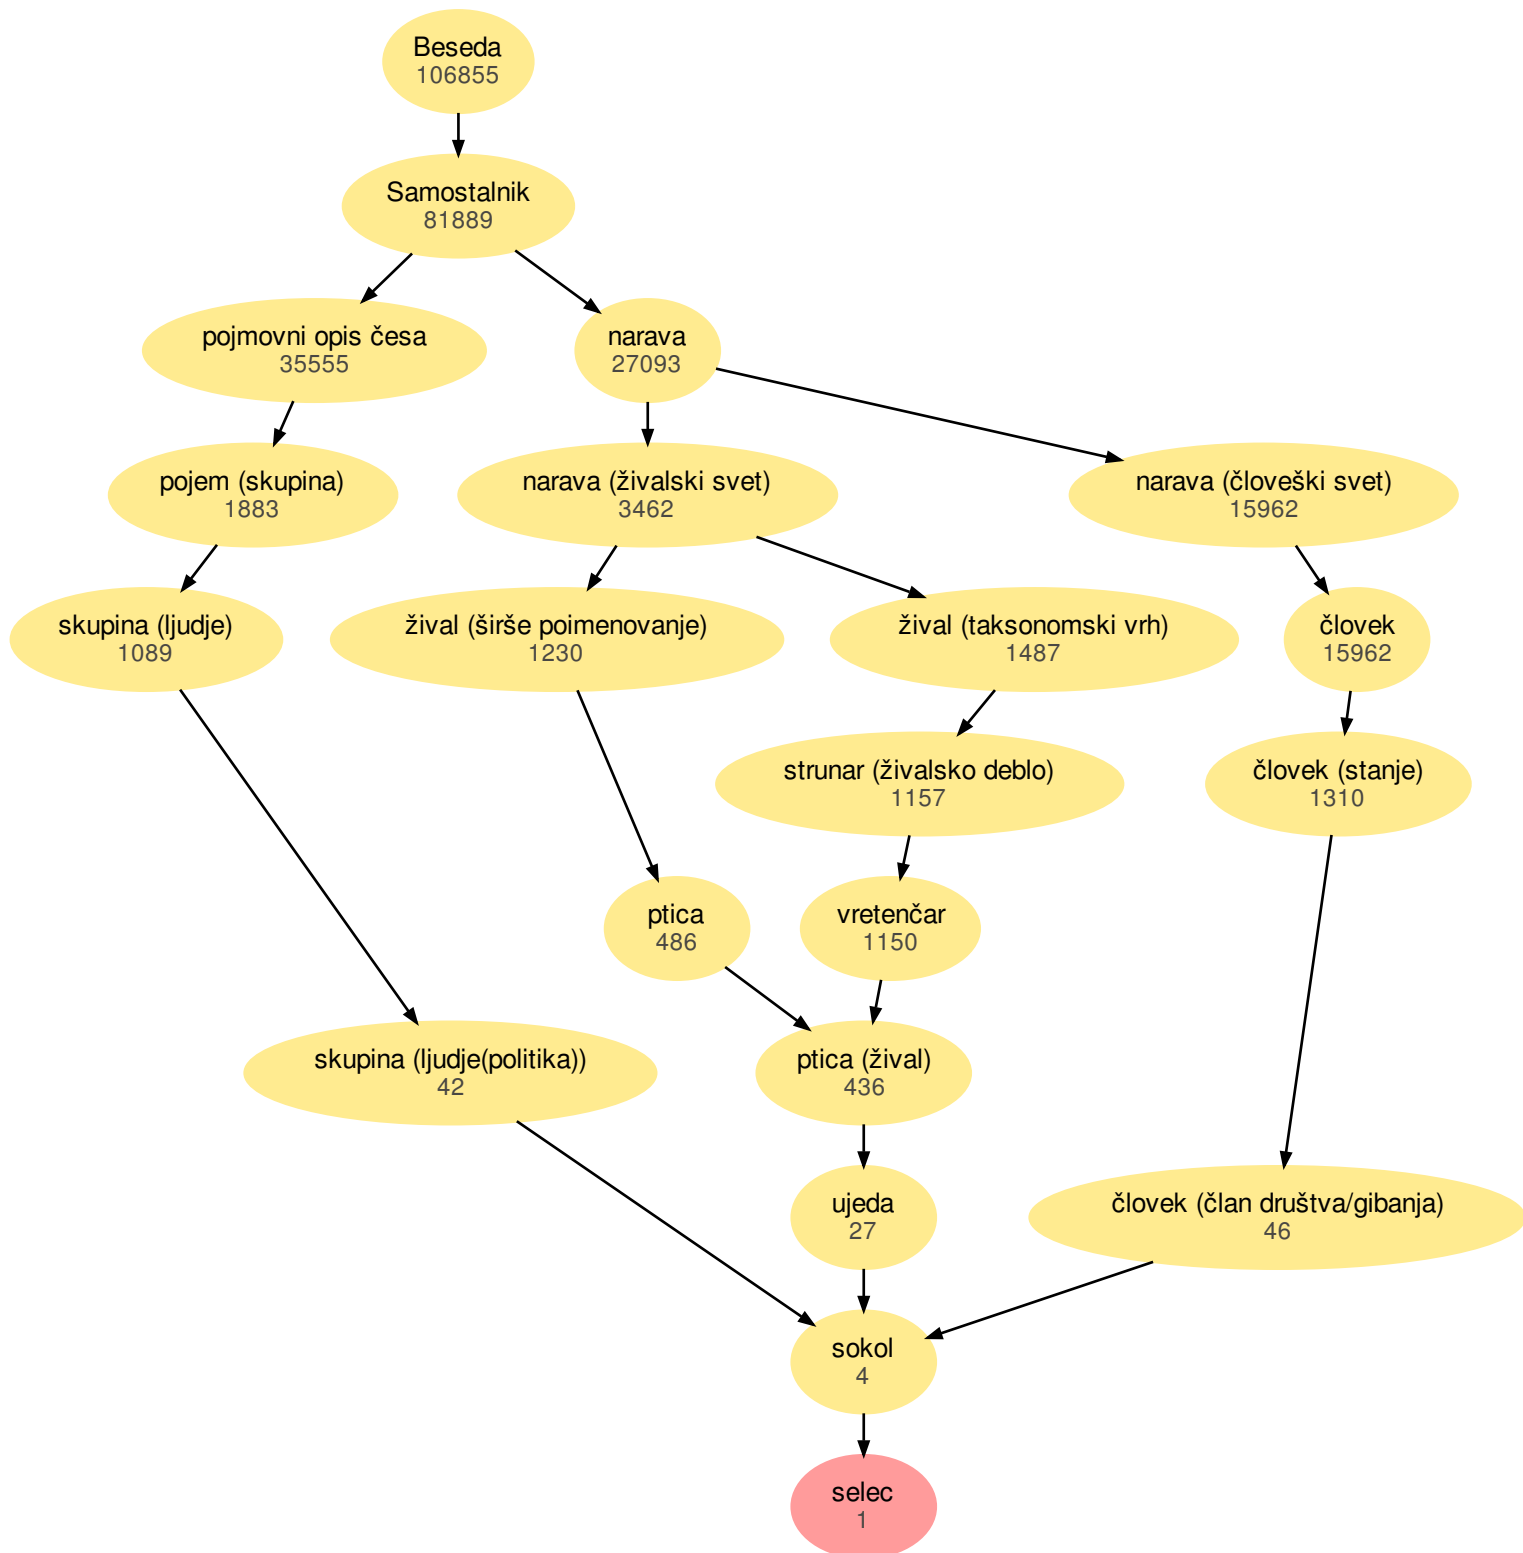 Beseda
106855
Samostalnik
81889
pojmovni opis česa
35555
narava
27093
pojem (skupina)
1883
narava (živalski svet)
3462
narava (človeški svet)
15962
skupina (ljudje)
1089
žival (širše poimenovanje)
1230
žival (taksonomski vrh)
1487
človek
15962
strunar (živalsko deblo)
1157
človek (stanje)
1310
ptica
486
vretenčar
1150
skupina (ljudje(politika))
42
ptica (žival)
436
ujeda
27
človek (član društva/gibanja)
46
sokol
4
selec
1